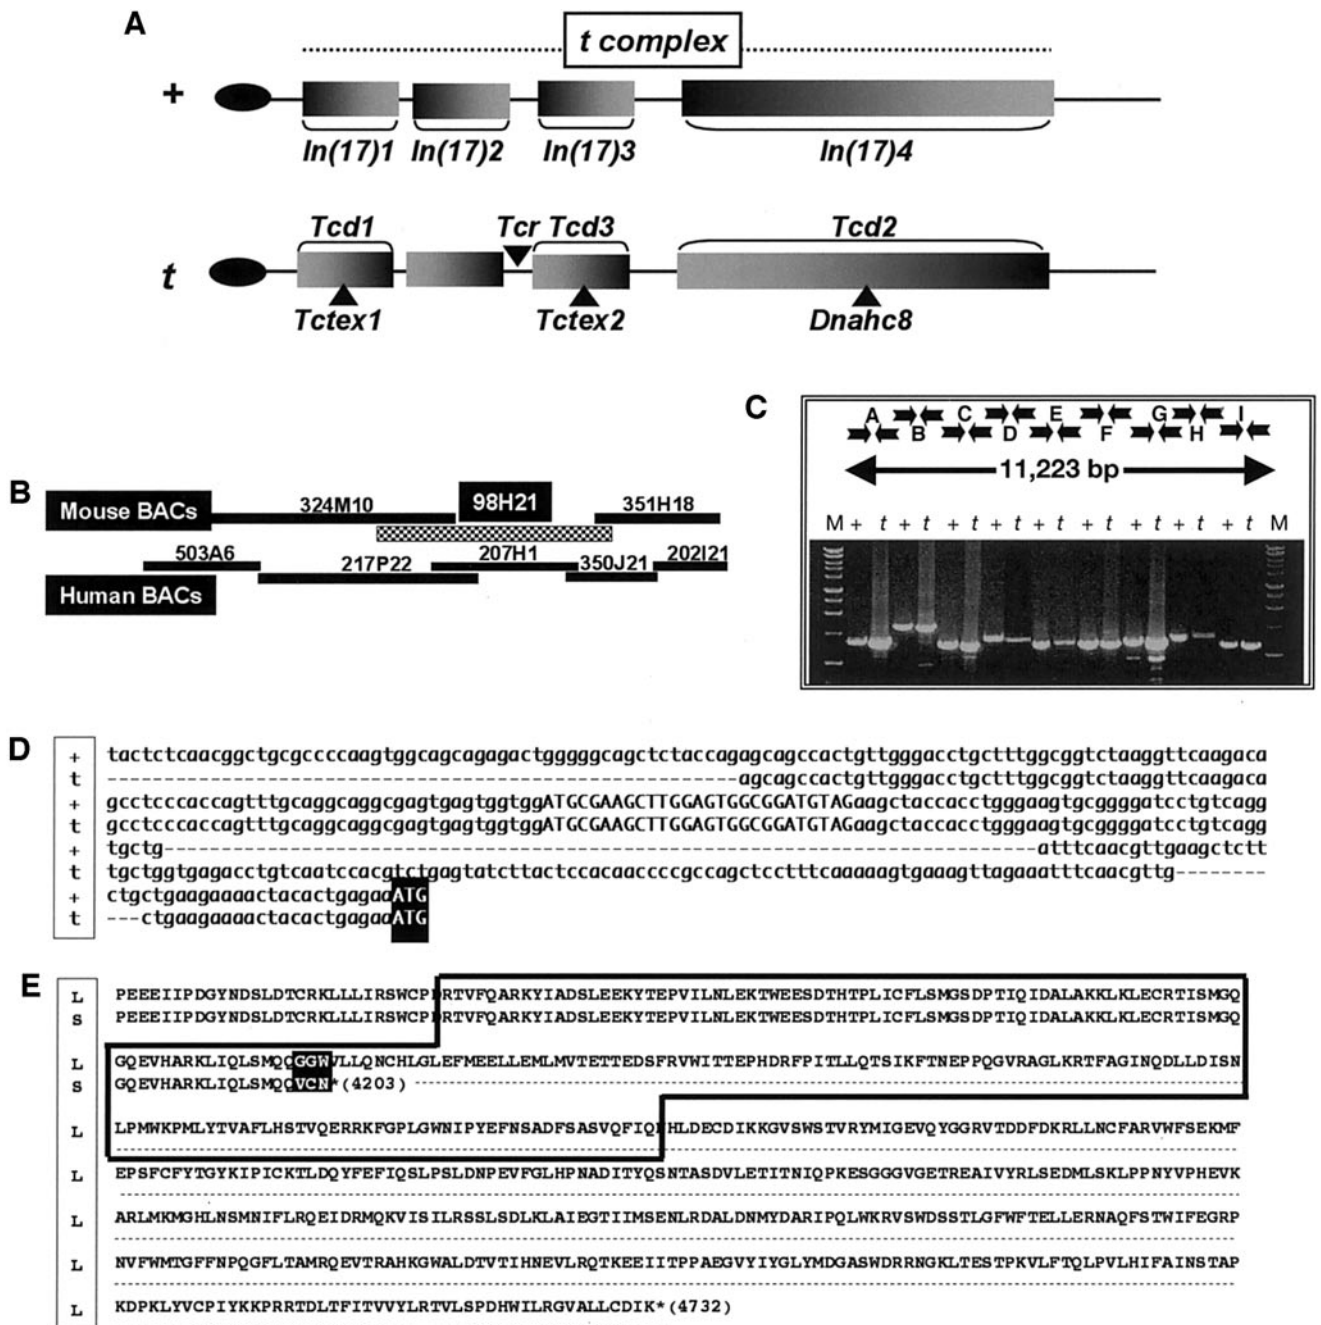 A
t complex
+
In(17)1 In(17)2 In(17)3 In(17)4
Tcd1 Tcr Tcd3 Tcd2
t
Tctex1 Tctex2 Dnahc8
B
Mouse BACs 324M10 98H21 351H18
503A6 217P22 207H1 350J21 202I21
Human BACs
C
A C E G I
B D F H
11,223 bp
M + t + t + t + t + t + t + t + t + t M
D
+ tactctcaacggctgcgccccaagtggcagcagagactgggggcagctctaccagagcagccactgttgggacctgctttggcggtctaaggttcaagaca
t -------------------------------------------------------agcagccactgttgggacctgctttggcggtctaaggttcaagaca
+ gcctcccaccagtttgcaggcaggcgagtgagtggtggATGCGAAGCTTGGAGTGGCGGATGTAGaagctaccacctgggaagtgcggggatcctgtcagg
t gcctcccaccagtttgcaggcaggcgagtgagtggtggATGCGAAGCTTGGAGTGGCGGATGTAGaagctaccacctgggaagtgcggggatcctgtcagg
+ tgctg----------------------------------------------------------------------------atttcaacgttgaagctctt
t tgctggtgagacctgtcaatccacgtctgagtatcttactccacaaccccgccagctcctttcaaaaagtgaaagttagaaatttcaacgttg--------
+ ctgctgaagaaaactacactgagaaATG
t ---ctgaagaaaactacactgagaaATG
E
L PEEEIIPDGYNDSLDTCRKLLLIRSWCPDRTVFQARKYIADSLEEKYTEPVILNLEKTWEESDTHTPLICFLSMGSDPTIQIDALAKKLKLECRTISMGQ
S PEEEIIPDGYNDSLDTCRKLLLIRSWCPDRTVFQARKYIADSLEEKYTEPVILNLEKTWEESDTHTPLICFLSMGSDPTIQIDALAKKLKLECRTISMGQ
L GQEVHARKLIQLSMQQGGWVLLQNCHLGLEFMEELLEMLMVTETTEDSFRVWITTEPHDRFPITLLQTSIKFTNEPPQGVRAGLKRTFAGINQDLLDISN
S GQEVHARKLIQLSMQQVCN*(4203)
L LPMWKPMLYTVAFLHSTVQERRKFGPLGWNIPYEFNSADFSASVQFIQNHLDECDIKKGVSWSTVRYMIGEVQYGGRVTDDFDKRLLNCFARVWFSEKMF
L EPSFCFYTGYKIPICKTLDQYFEFIQSLPSLDNPEVFGLHPNADITYQSNTASDVLETITNIQPKESGGGVGETREAIVYRLSEDMLSKLPPNYVPHEVK
L ARLMKMGHLNSMNIFLRQEIDRMQKVISILRSSLSDLKLAIEGTIIMSENLRDALDNMYDARIPQLWKRVSWDSSTLGFWFTELLERNAQFSTWIFEGRP
L NVFWMTGFFNPQGFLTAMRQEVTRAHKGWALDTVTIHNEVLRQTKEEIITPPAEGVYIYGLYMDGASWDRRNGKLTESTPKVLFTQLPVLHIFAINSTAP
L KDPKLYVCPIYKKPRRTDLTFITVVYLRTVLSPDHWILRGVALLCDIK*(4732)